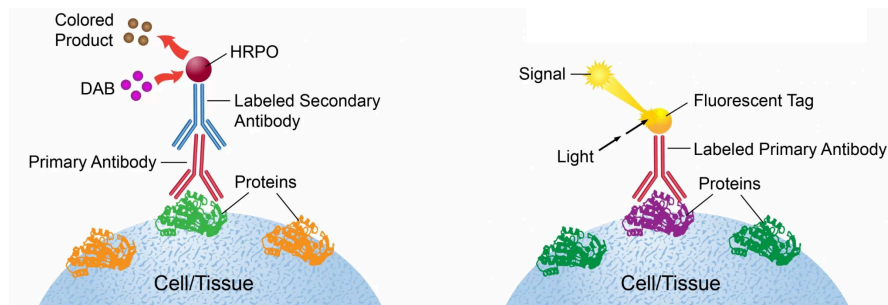 Colored
Product
HRPO
DAB
Labeled Secondary
Antibody
Primary Antibody
Proteins
Cell/Tissue
Signal
Fluorescent Tag
Light
Labeled Primary Antibody
Proteins
Cell/Tissue